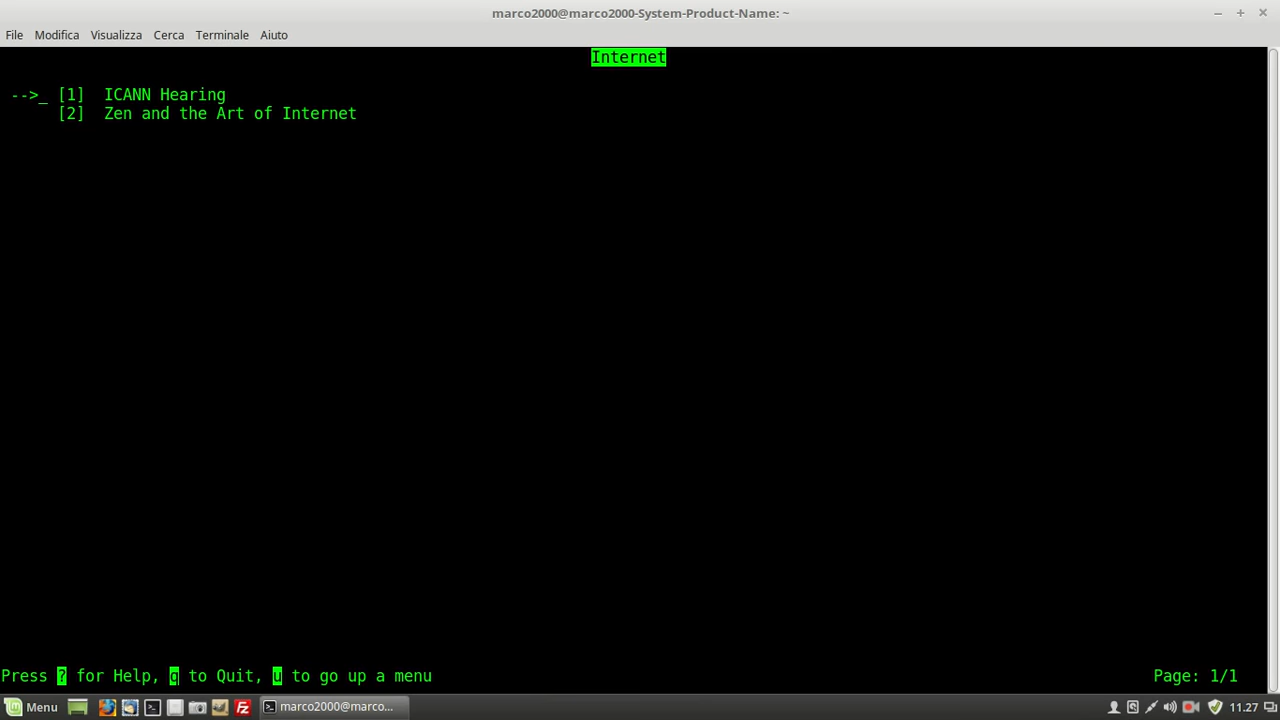 marco2000@marco2000-System-Product-Name: ~
File Modifica Visualizza Cerca Terminale Aiuto
Internet
-->_ [1] ICANN Hearing
[2] Zen and the Art of Internet
Press ? for Help, q to Quit, u to go up a menu
Page: 1/1
Menu
marco2000@marco...
11.27